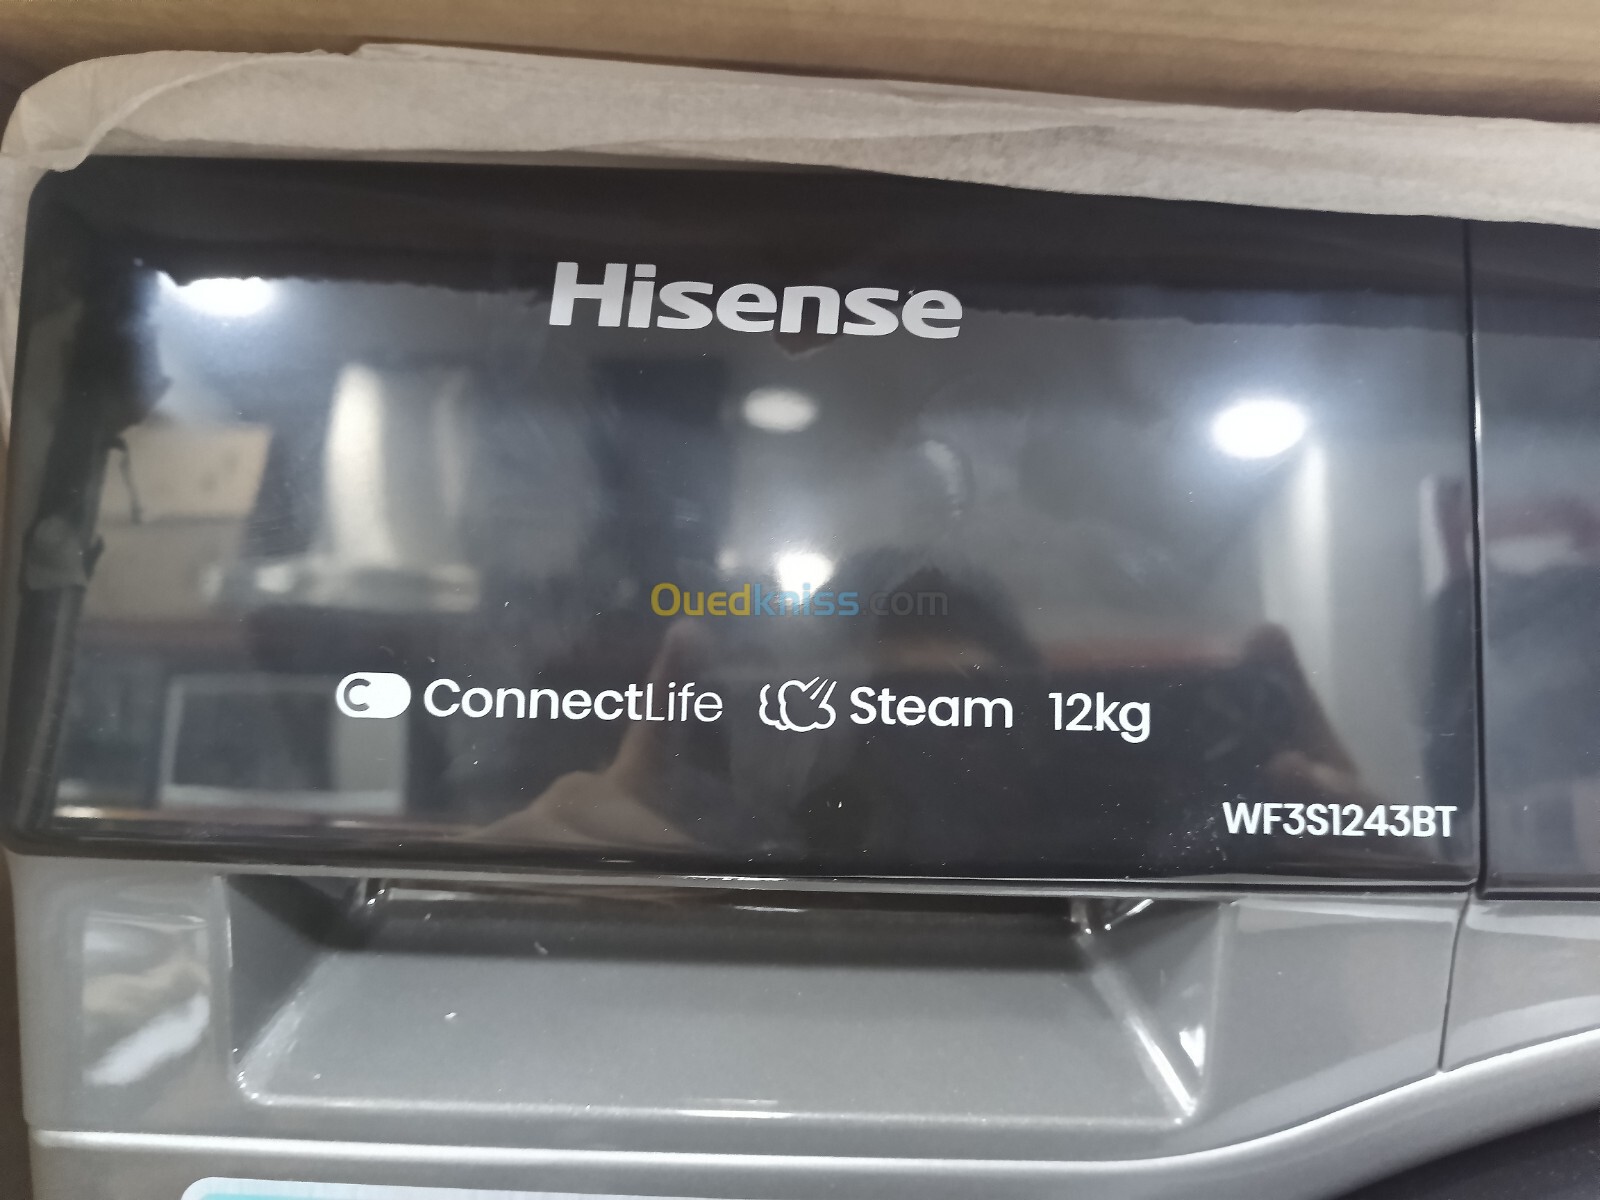 Hisense
Ouedkniss.com
ConnectLife Steam 12kg
WF3S1243BT